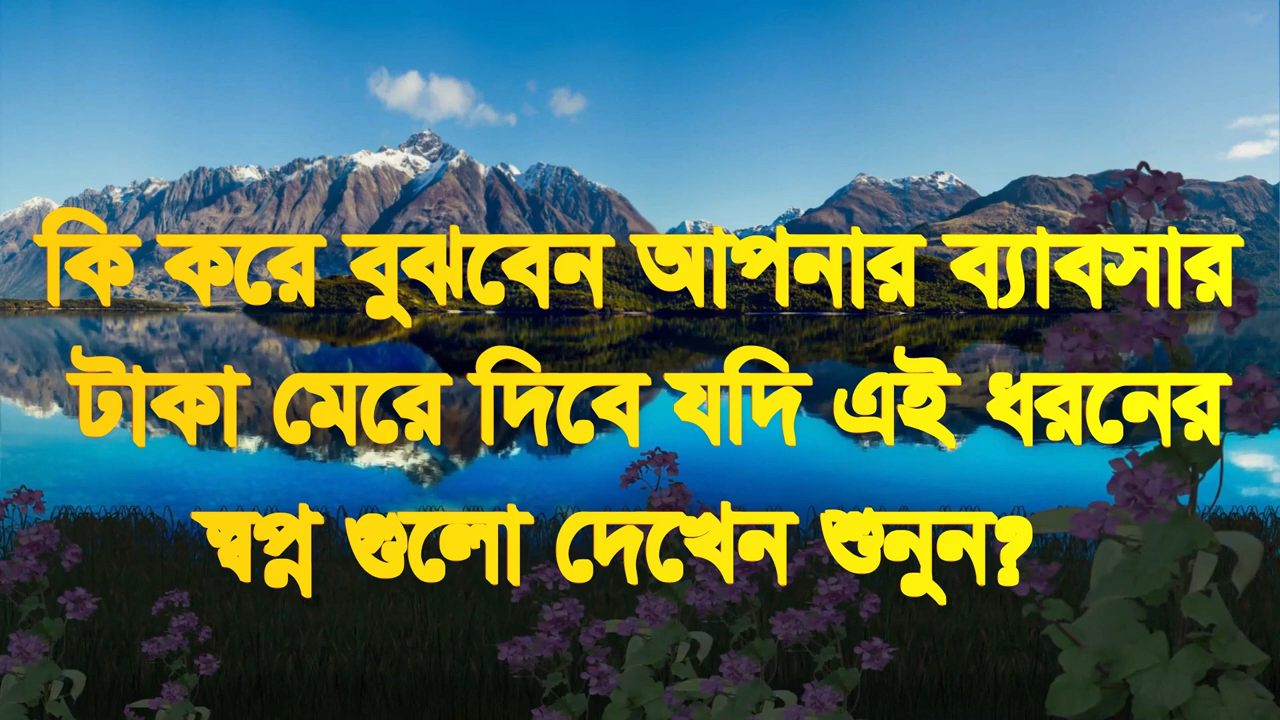 কি করে বুঝবেন আপনার ব্যাবসার
টাকা মেরে দিবে যদি এই ধরনের
স্বপ্ন গুলো দেখেন শুনুন?